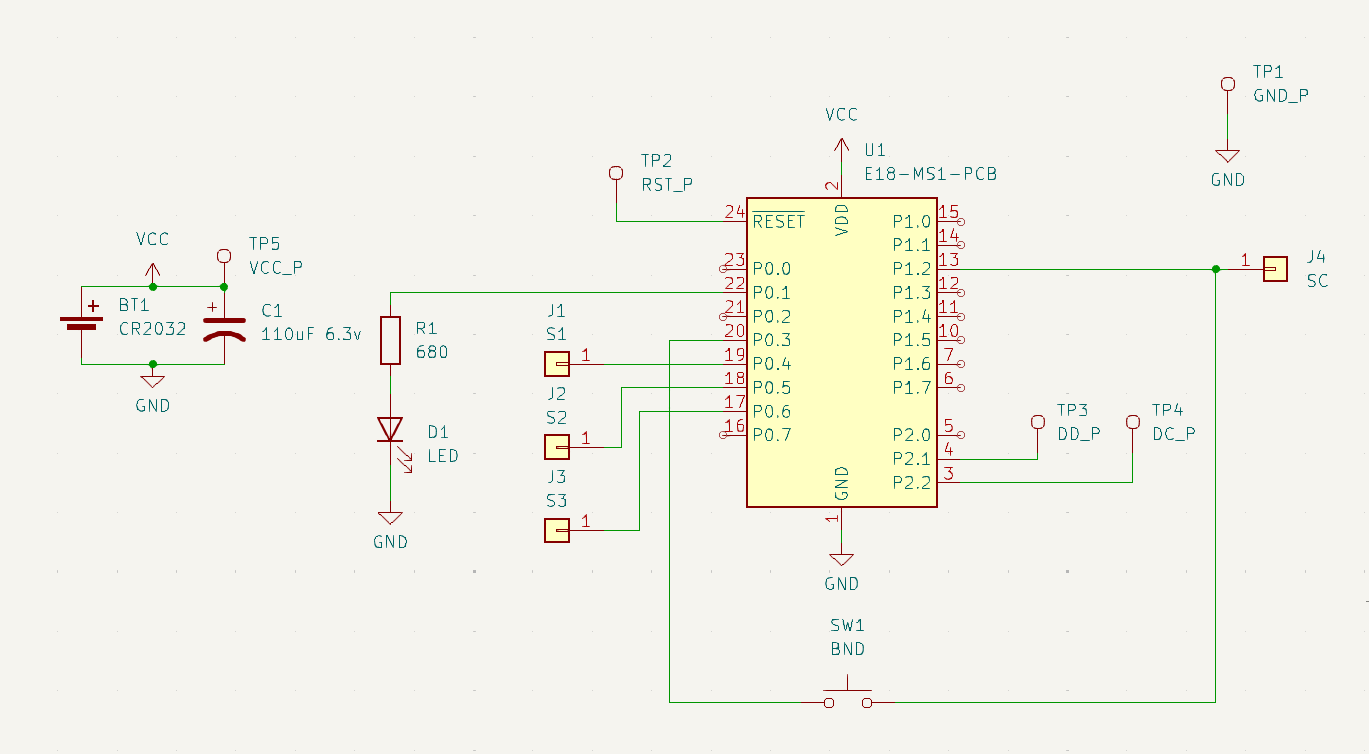 TP1
GND_P
GND
VCC
U1
E18-MS1-PCB
TP2
RST_P
2
VDD
24
RESET
23
P0.0
22
P0.1
21
P0.2
20
P0.3
19
P0.4
18
P0.5
17
P0.6
16
P0.7
15
P1.0
14
P1.1
13
P1.2
12
P1.3
11
P1.4
10
P1.5
7
P1.6
6
P1.7
5
P2.0
4
P2.1
3
P2.2
GND
1
GND
VCC
TP5
VCC_P
+
BT1
CR2032
+
C1
110uF 6.3v
GND
R1
680
D1
LED
GND
J1
S1
1
J2
S2
1
J3
S3
1
J4
SC
1
TP3
DD_P
TP4
DC_P
SW1
BND